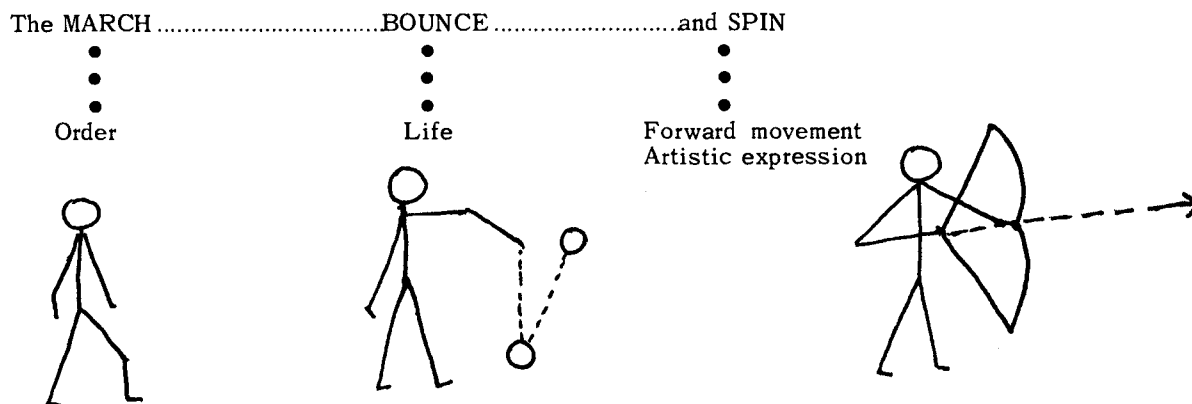 The MARCH ..............................BOUNCE ..............................and SPIN
Order Life Forward movement
Artistic expression